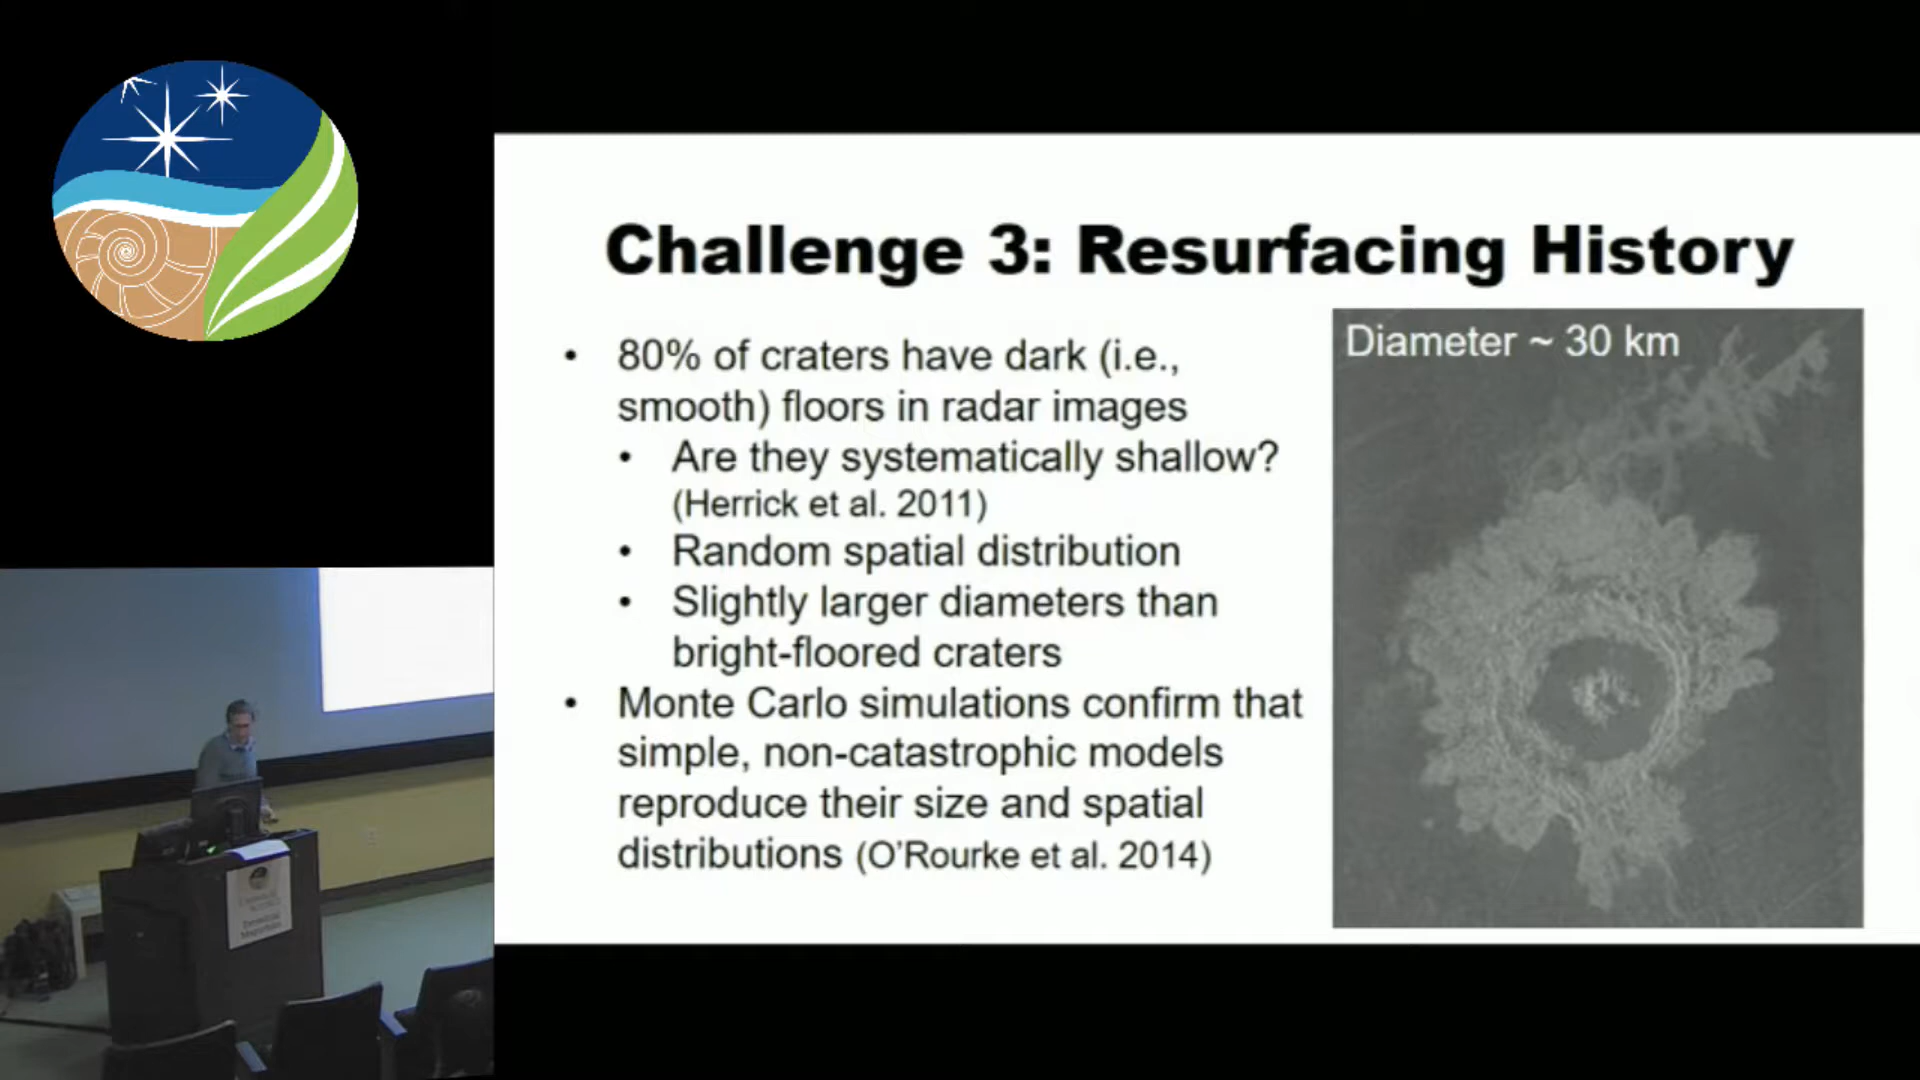 Challenge 3: Resurfacing History
• 80% of craters have dark (i.e.,
smooth) floors in radar images
• Are they systematically shallow?
(Herrick et al. 2011)
• Random spatial distribution
• Slightly larger diameters than
bright-floored craters
• Monte Carlo simulations confirm that
simple, non-catastrophic models
reproduce their size and spatial
distributions (O'Rourke et al. 2014)
Diameter ~ 30 km